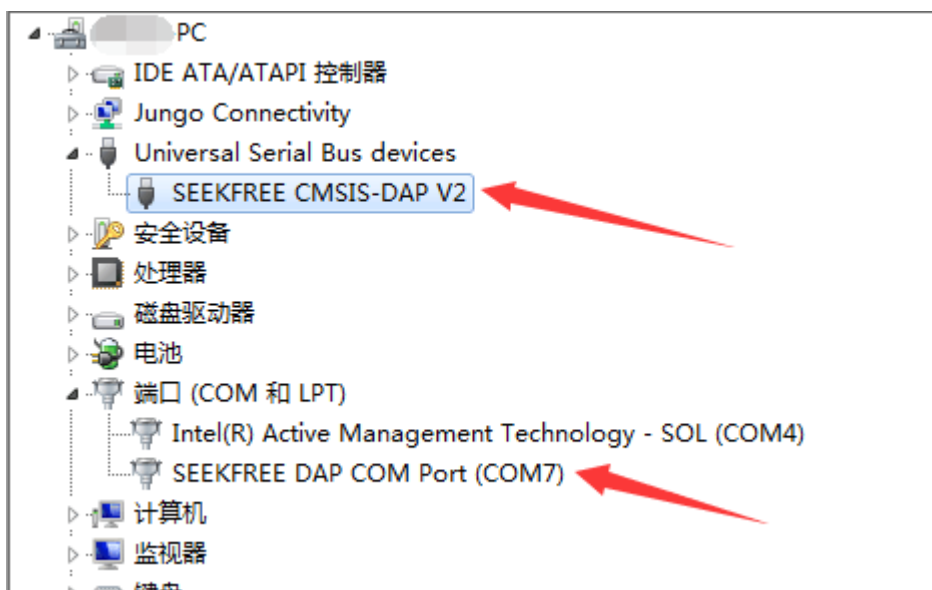 PC
IDE ATA/ATAPI 控制器
Jungo Connectivity
Universal Serial Bus devices
SEEKFREE CMSIS-DAP V2
安全设备
处理器
磁盘驱动器
电池
端口 (COM 和 LPT)
Intel(R) Active Management Technology - SOL (COM4)
SEEKFREE DAP COM Port (COM7)
计算机
监视器